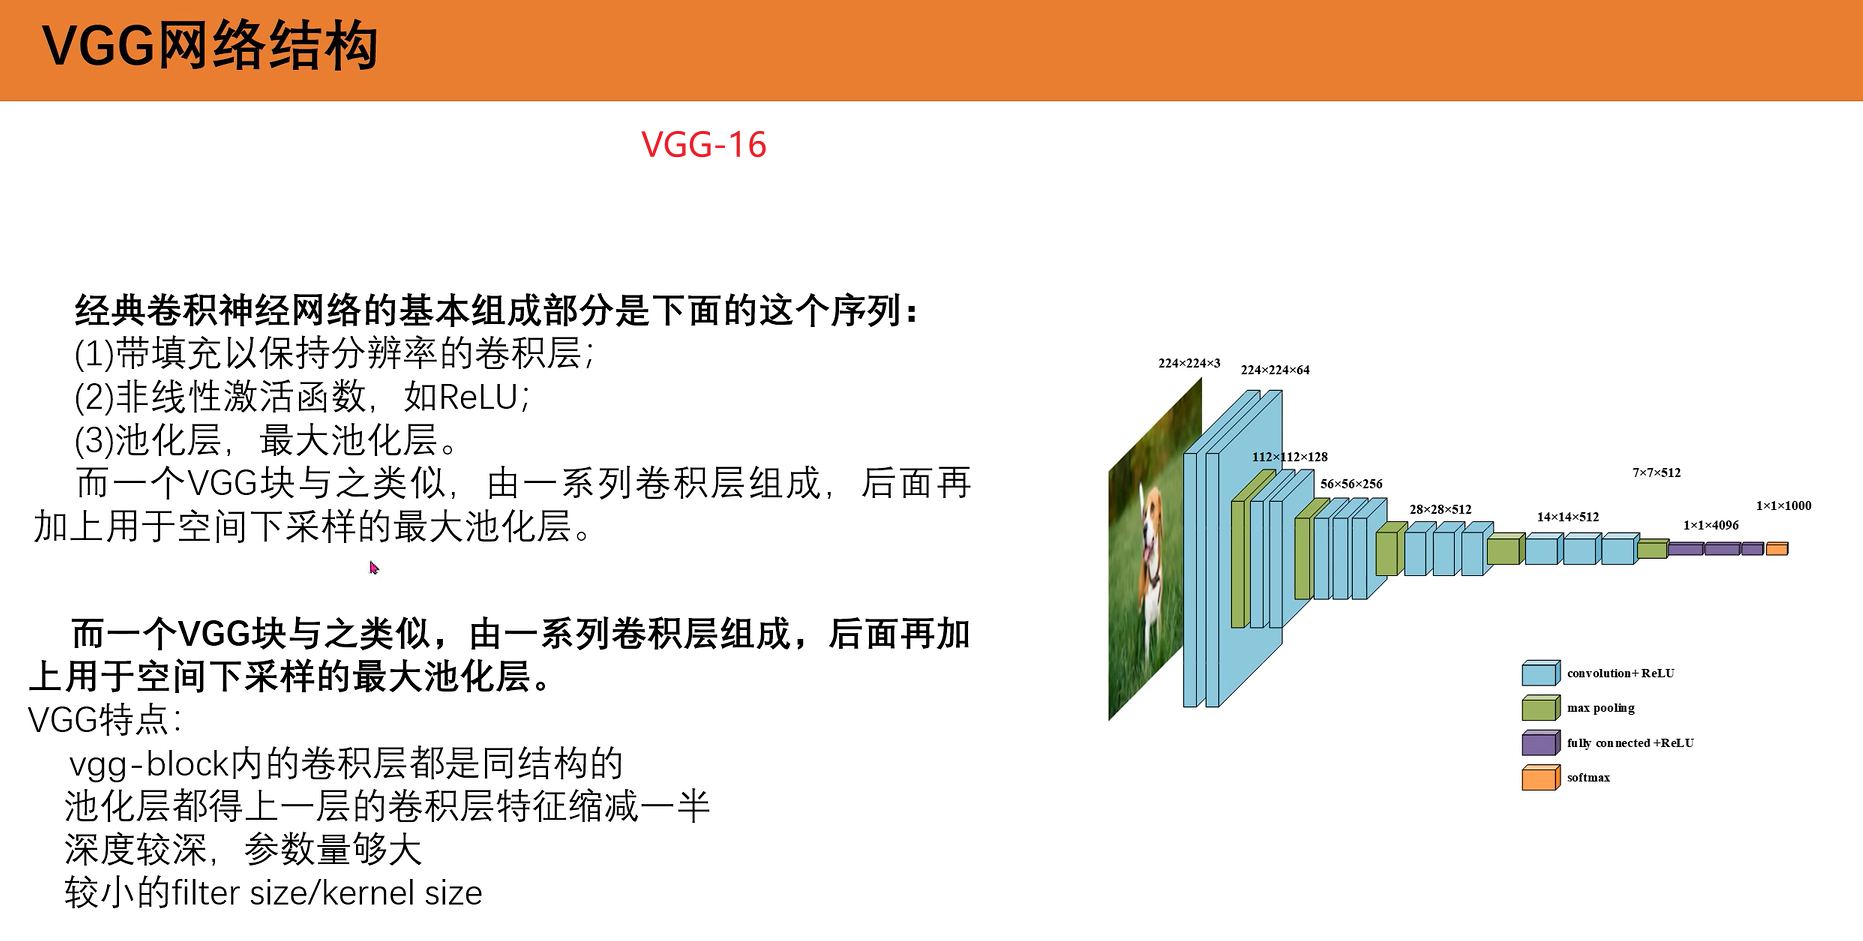 VGG网络结构
VGG-16
经典卷积神经网络的基本组成部分是下面的这个序列：
(1)带填充以保持分辨率的卷积层；
(2)非线性激活函数，如ReLU；
(3)池化层，最大池化层。
而一个VGG块与之类似，由一系列卷积层组成，后面再
加上用于空间下采样的最大池化层。
而一个VGG块与之类似，由一系列卷积层组成，后面再加
上用于空间下采样的最大池化层。
VGG特点：
vgg-block内的卷积层都是同结构的
池化层都得上一层的卷积层特征缩减一半
深度较深，参数量够大
较小的filter size/kernel size
224×224×3
224×224×64
112×112×128
56×56×256
28×28×512
14×14×512
7×7×512
1×1×4096
1×1×1000
convolution+ReLU
max pooling
fully connected +ReLU
softmax